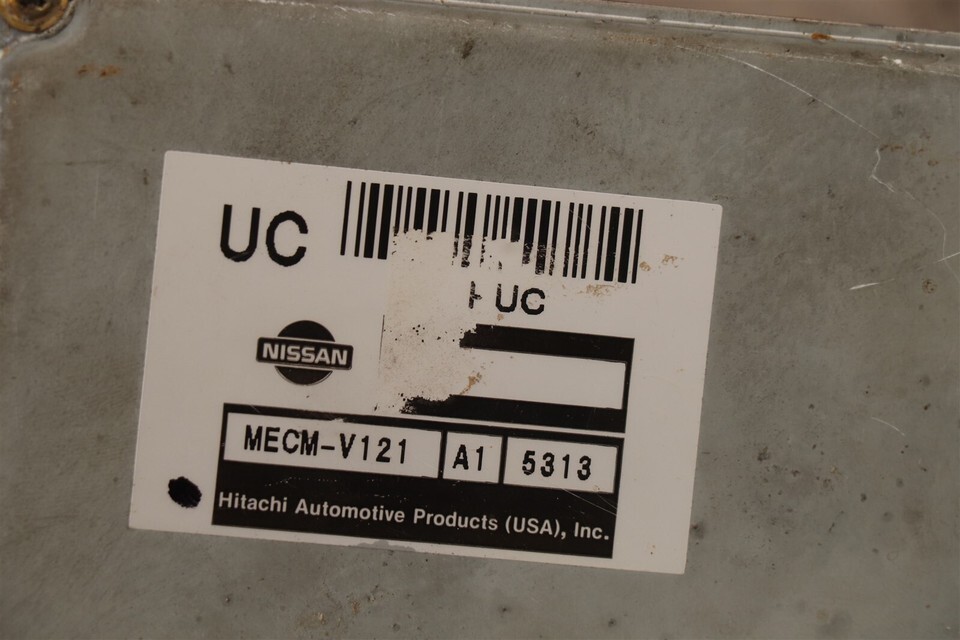 UC
UC
NISSAN
MECM-V121 A1 5313
Hitachi Automotive Products (USA), Inc.